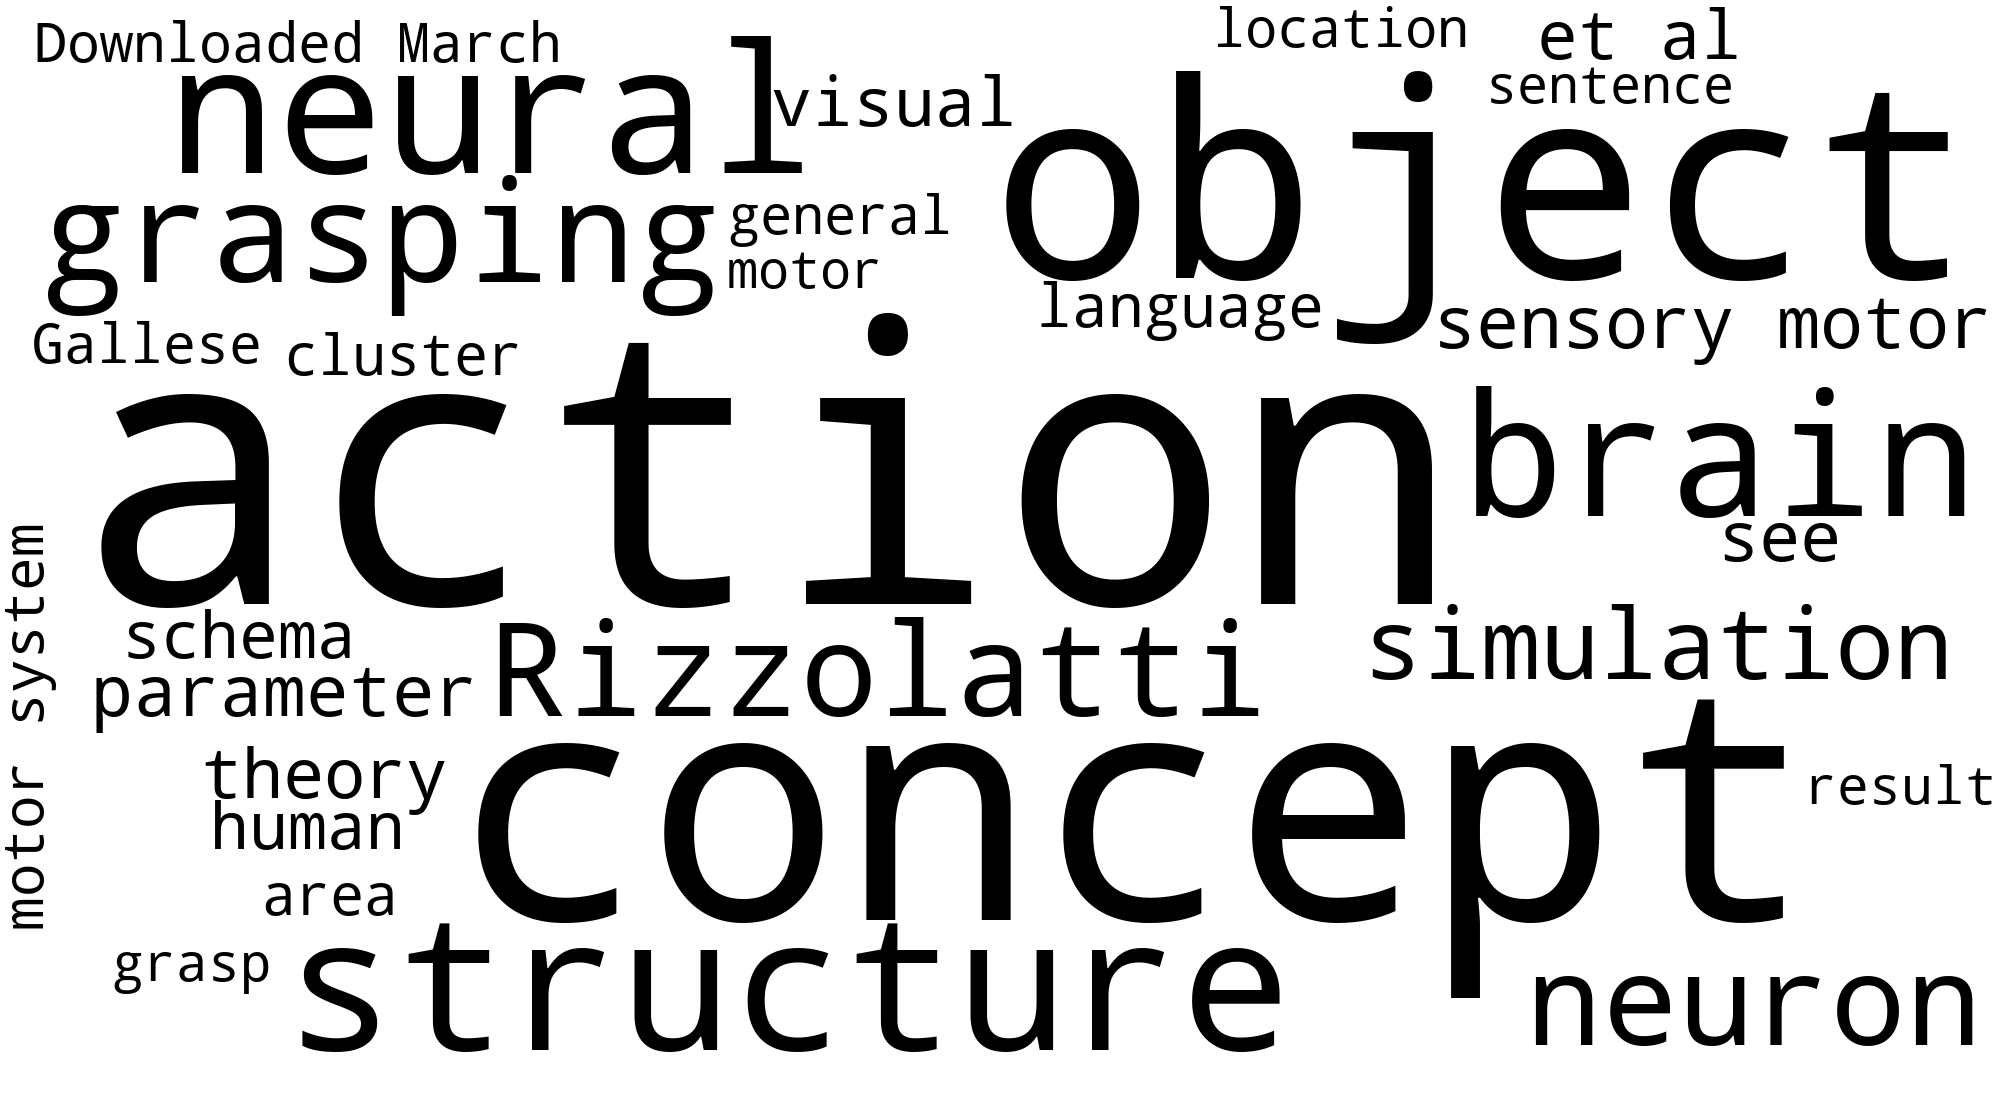 Downloaded March
location
et al
neural
visual
sentence
object
grasping
general
motor
language
sensory motor
Gallese
cluster
action
brain
see
motor system
schema
Rizzolatti
simulation
parameter
theory
concept
result
human
area
grasp
structure
neuron